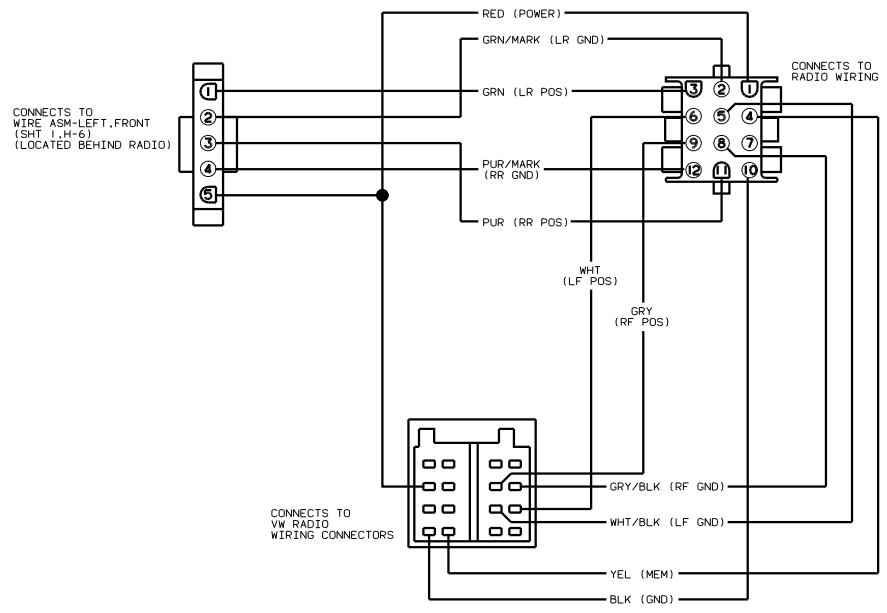 RED (POWER)
GRN/MARK (LR GND)
CONNECTS TO
RADIO WIRING
GRN (LR POS)
CONNECTS TO
WIRE ASM-LEFT,FRONT
(SHT 1,H-6)
(LOCATED BEHIND RADIO)
1
2
3
4
5
3 2 1
6 5 4
9 8 7
12 11 10
PUR/MARK
(RR GND)
PUR (RR POS)
WHT
(LF POS)
GRY
(RF POS)
GRY/BLK (RF GND)
CONNECTS TO
VW RADIO
WIRING CONNECTORS
WHT/BLK (LF GND)
YEL (MEM)
BLK (GND)